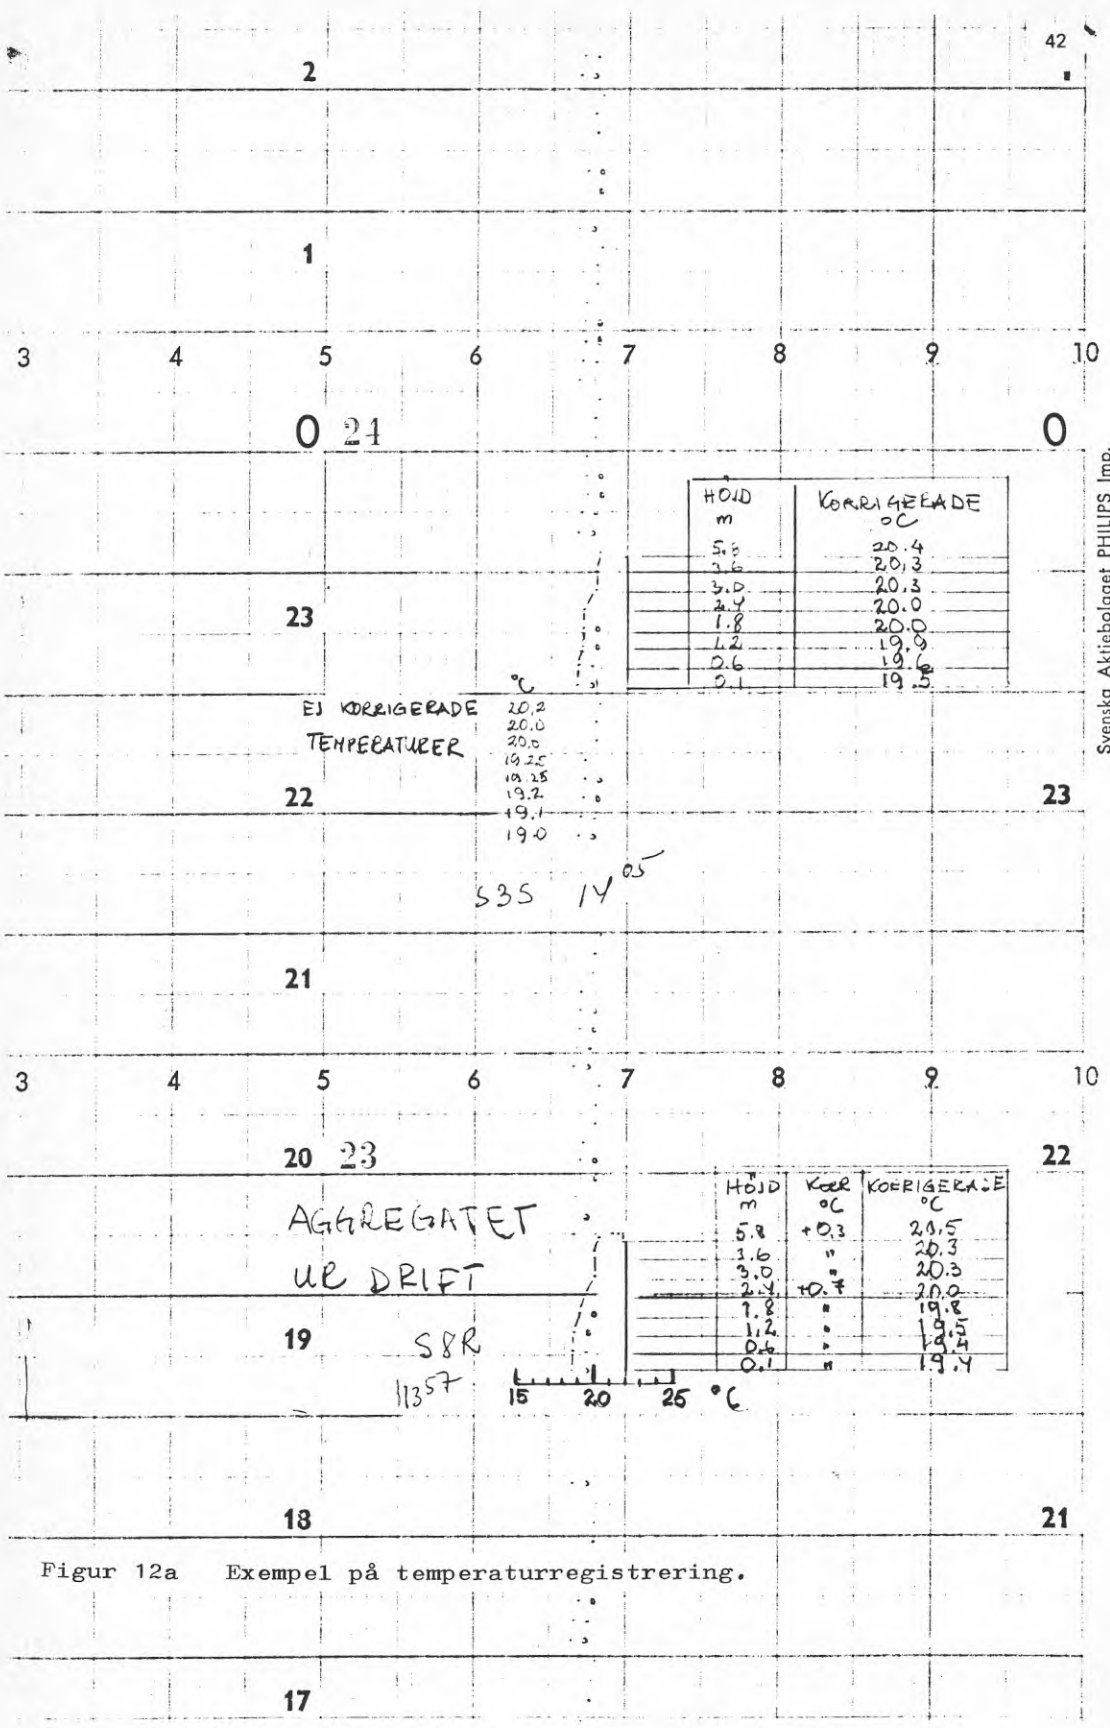 42
2
1
3 4 5 6 7 8 9 10
0 24 0
HÖJD KORRIGERADE
m °C
5.8 20.4
3.6 20,3
3.0 20.3
2.4 20.0
1.8 20.0
1.2 19.9
0.6 19.6
0.1 19.5
Svenska Aktiebolaget PHILIPS Imp.
23
°C
EJ KORRIGERADE 20,2
20.0
TEMPERATURER 20,0
19.25
19.25
22 19.2 23
19.1
19.0
S3S 14 05
21
3 4 5 6 7 8 9 10
20 23 22
HÖJD KORR KORRIGERADE
m °C °C
5.8 +0.3 20,5
3.6 " 20.3
3.0 " 20.3
2.4 +0.7 20,0
1.8 " 19.8
1.2 " 19.5
0.6 " 19.4
0.1 " 19.4
AGGREGATET
UR DRIFT
19 S8R
1357
15 20 25 °C
18 21
Figur 12a Exempel på temperaturregistrering.
17